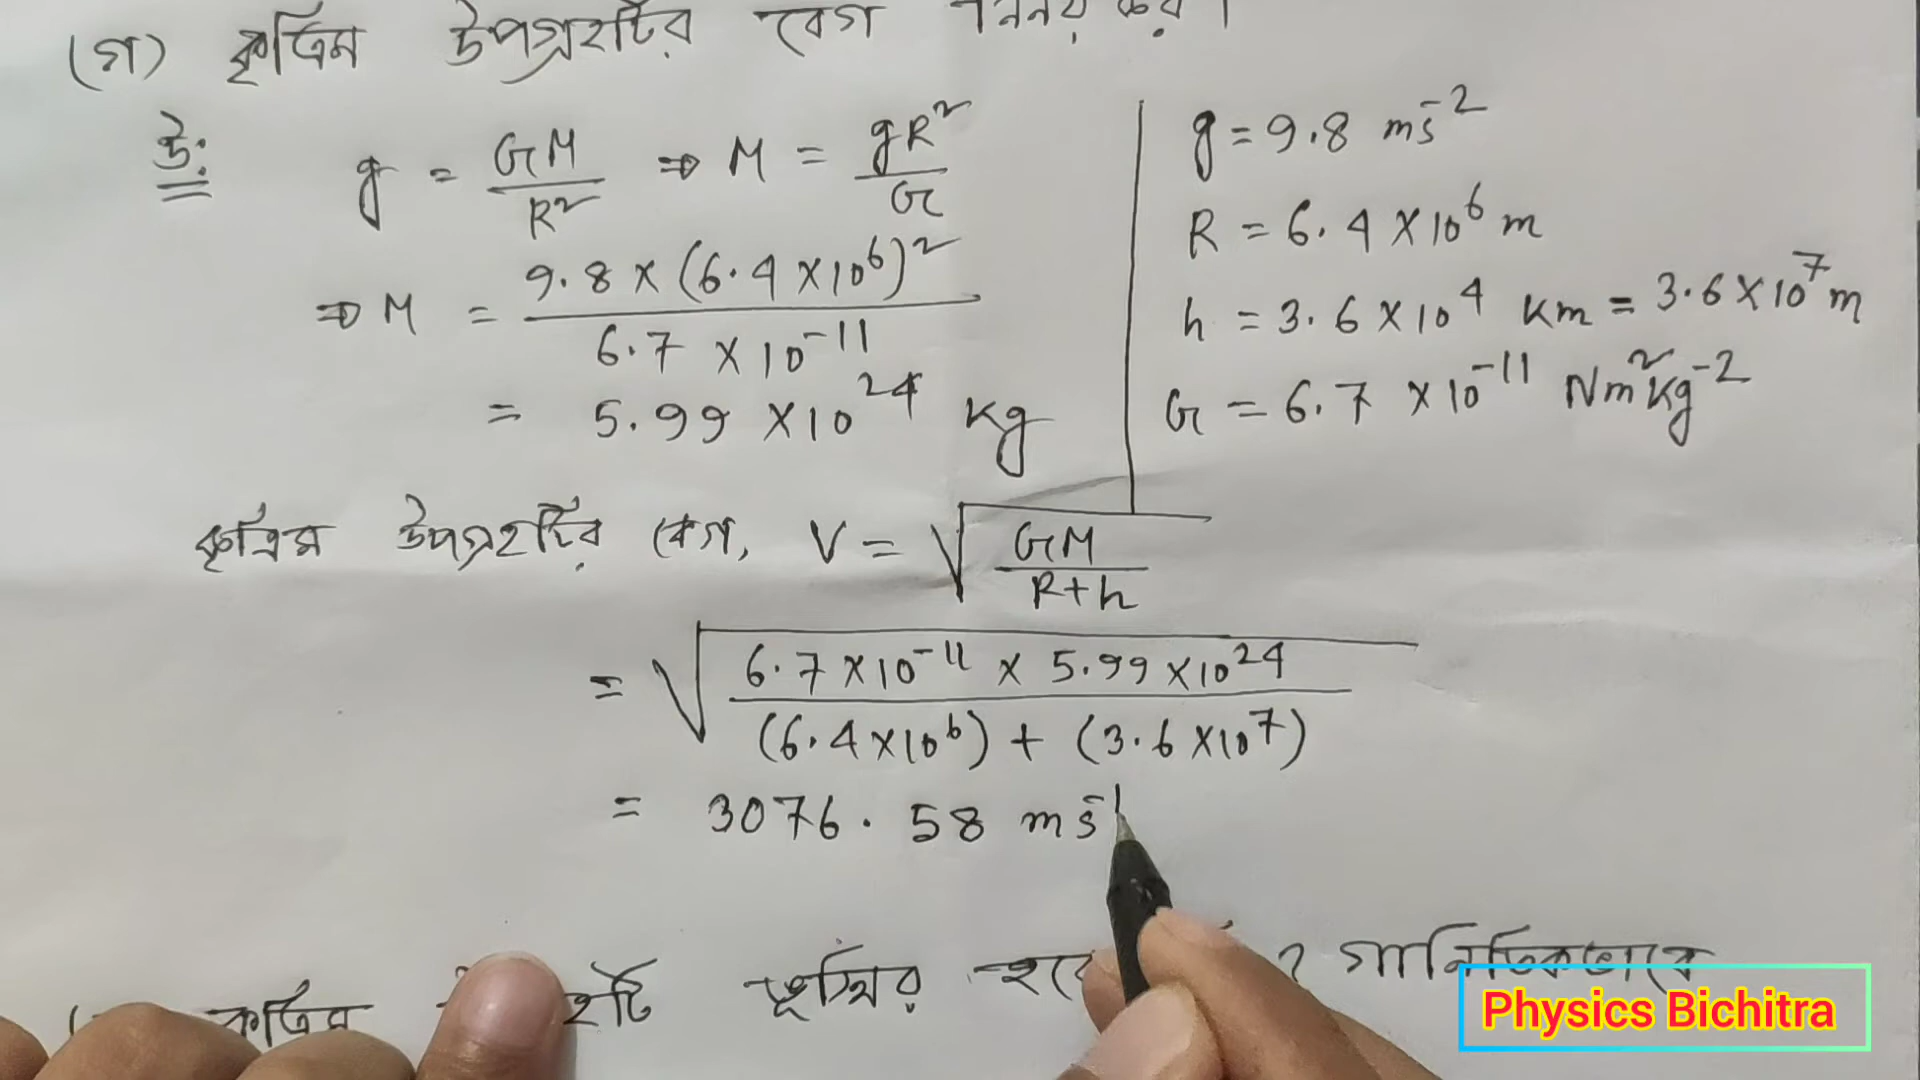 (গ) কৃত্রিম উপগ্রহটির বেগ নির্নয় কর।
উ: g = GM/R² ⇒ M = gR²/G
⇒ M = 9.8 × (6.4 × 10⁶)² / 6.7 × 10⁻¹¹
= 5.99 × 10²⁴ kg
g = 9.8 ms⁻²
R = 6.4 × 10⁶ m
h = 3.6 × 10⁴ km = 3.6 × 10⁷ m
G = 6.7 × 10⁻¹¹ Nm²kg⁻²
কৃত্রিম উপগ্রহটির বেগ, V = √(GM/(R+h))
= √(6.7 × 10⁻¹¹ × 5.99 × 10²⁴ / (6.4 × 10⁶) + (3.6 × 10⁷))
= 3076.58 ms⁻¹
কৃত্রিম ভূস্থির গানিতিকভাবে
Physics Bichitra